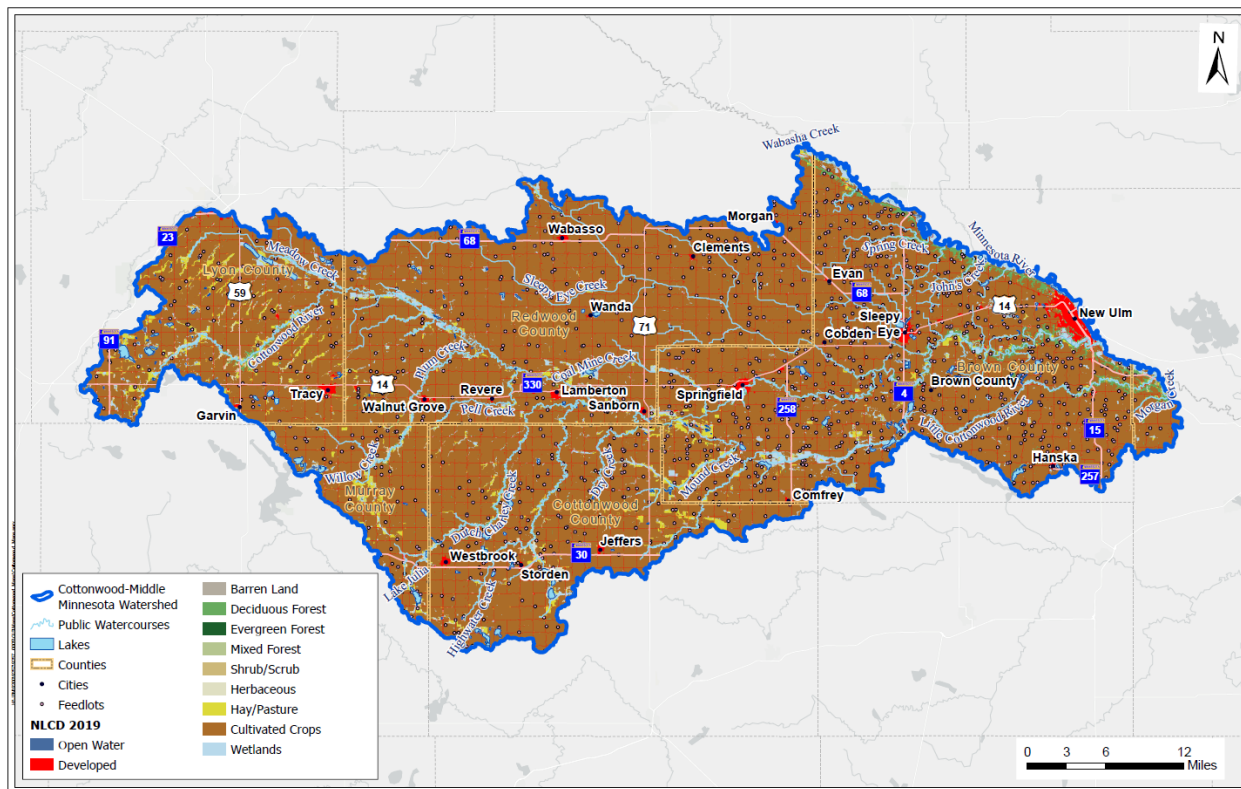 N
Wabasha Creek
Morgan
Wabasso
23
68
Meadow Creek
Lyon County
Clements
Spring Creek
Minnesota River
Evan
John's Creek
59
Sleepy Eye Creek
68
14
Redwood
County
Wanda
71
Sleepy
Eye
New Ulm
Cottonwood River
Cobden
91
Plum Creek
Coal Mine Creek
Brown County
14
Revere
330
Lamberton
Springfield
Brown County
Tracy
Walnut Grove
Pell Creek
Sanborn
258
4
Morgan Creek
Garvin
Little Cottonwood River
15
Willow Creek
Dry Creek
Mound Creek
Hanska
257
Murray
County
Comfrey
Dutch Charley Creek
Cottonwood
County
Jeffers
30
Westbrook
Storden
Lake Julia
Highwater Creek
Cottonwood-Middle
Minnesota Watershed
Public Watercourses
Lakes
Counties
Cities
Feedlots
NLCD 2019
Open Water
Developed
Barren Land
Deciduous Forest
Evergreen Forest
Mixed Forest
Shrub/Scrub
Herbaceous
Hay/Pasture
Cultivated Crops
Wetlands
0 3 6 12
Miles